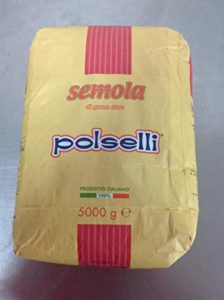 semola
di grano duro
polselli
PRODOTTO ITALIANO
100%
5000 g ℮